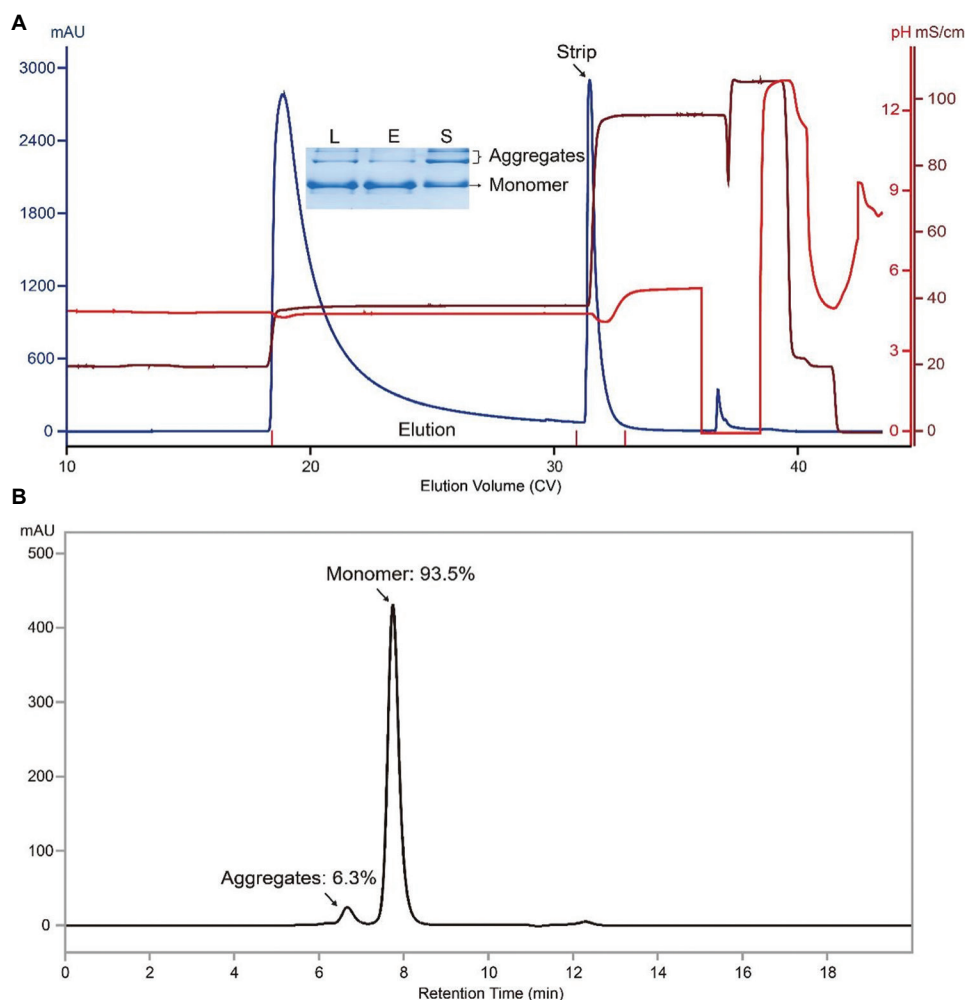 A
mAU
pH mS/cm
3000
2400
1800
1200
600
0
12
9
6
3
0
100
80
60
40
20
0
Strip
L E S
Aggregates
Monomer
Elution
10 20 30 40
Elution Volume (CV)
B
mAU
500
400
300
200
100
0
Monomer: 93.5%
Aggregates: 6.3%
0 2 4 6 8 10 12 14 16 18
Retention Time (min)